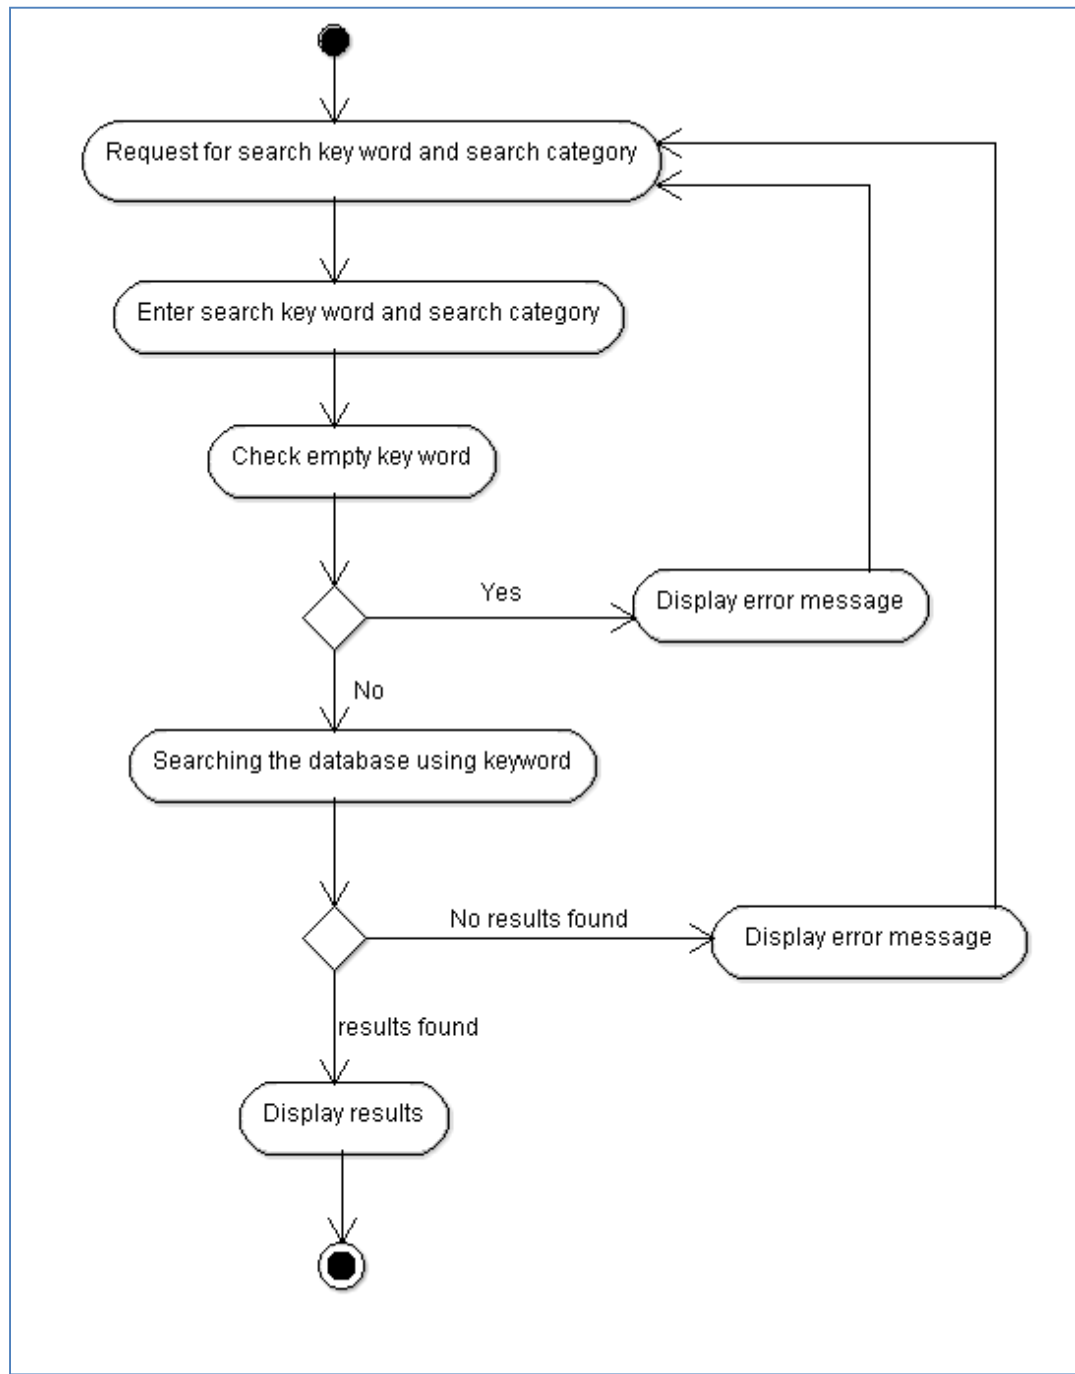 Request for search key word and search category
Enter search key word and search category
Check empty key word
Yes
Display error message
No
Searching the database using keyword
No results found
Display error message
results found
Display results